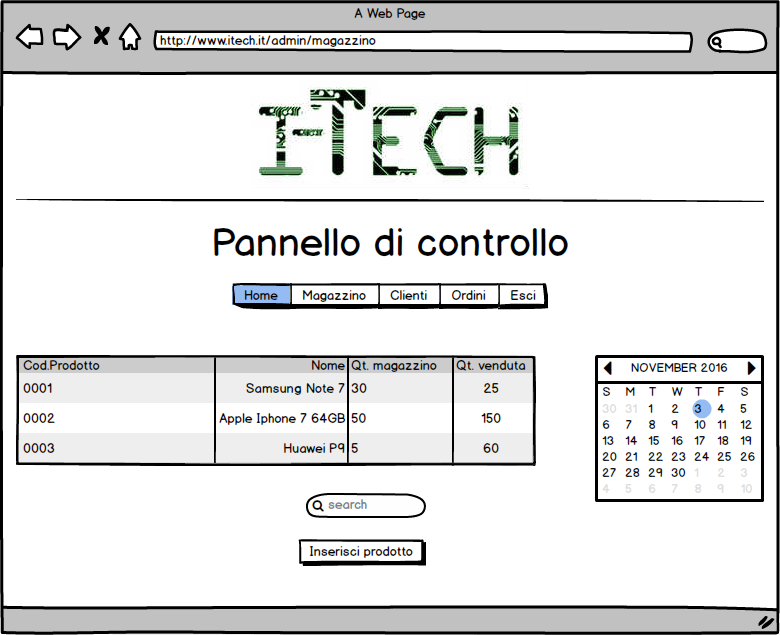 A Web Page
http://www.itech.it/admin/magazzino
I-TECH
Pannello di controllo
Home Magazzino Clienti Ordini Esci
Cod.Prodotto Nome Qt. magazzino Qt. venduta
0001 Samsung Note 7 30 25
0002 Apple Iphone 7 64GB 50 150
0003 Huawei P9 5 60
search
Inserisci prodotto
NOVEMBER 2016
S M T W T F S
30 31 1 2 3 4 5
6 7 8 9 10 11 12
13 14 15 16 17 18 19
20 21 22 23 24 25 26
27 28 29 30 1 2 3
4 5 6 7 8 9 10